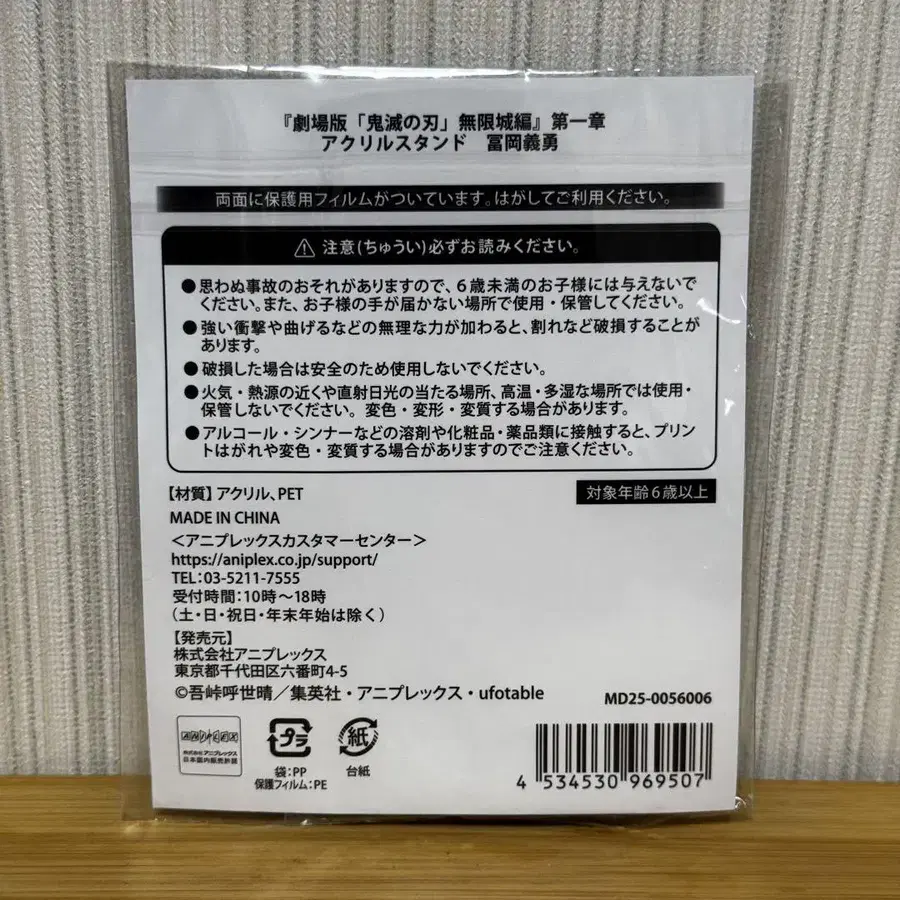 『劇場版「鬼滅の刃」無限城編』第一章
アクリルスタンド　冨岡義勇
両面に保護用フィルムがついています。はがしてご利用ください。
注意(ちゅうい)必ずお読みください。
●思わぬ事故のおそれがありますので、6歳未満のお子様には与えないで
ください。また、お子様の手が届かない場所で使用・保管してください。
●強い衝撃や曲げるなどの無理な力が加わると、割れなど破損することが
あります。
●破損した場合は安全のため使用しないでください。
●火気・熱源の近くや直射日光の当たる場所、高温・多湿な場所では使用・
保管しないでください。変色・変形・変質する場合があります。
●アルコール・シンナーなどの溶剤や化粧品・薬品類に接触すると、プリン
トはがれや変色・変質する場合がありますのでご注意ください。
【材質】アクリル、PET
対象年齢6歳以上
MADE IN CHINA
＜アニプレックスカスタマーセンター＞
https://aniplex.co.jp/support/
TEL:03-5211-7555
受付時間:10時～18時
(土・日・祝日・年末年始は除く)
【発売元】
株式会社アニプレックス
東京都千代田区六番町4-5
©吾峠呼世晴／集英社・アニプレックス・ufotable
MD25-0056006
ANIPLEX
株式会社アニプレックス
日本国内販売許諾
プラ
袋:PP
保護フィルム:PE
紙
台紙
4 534530 969507